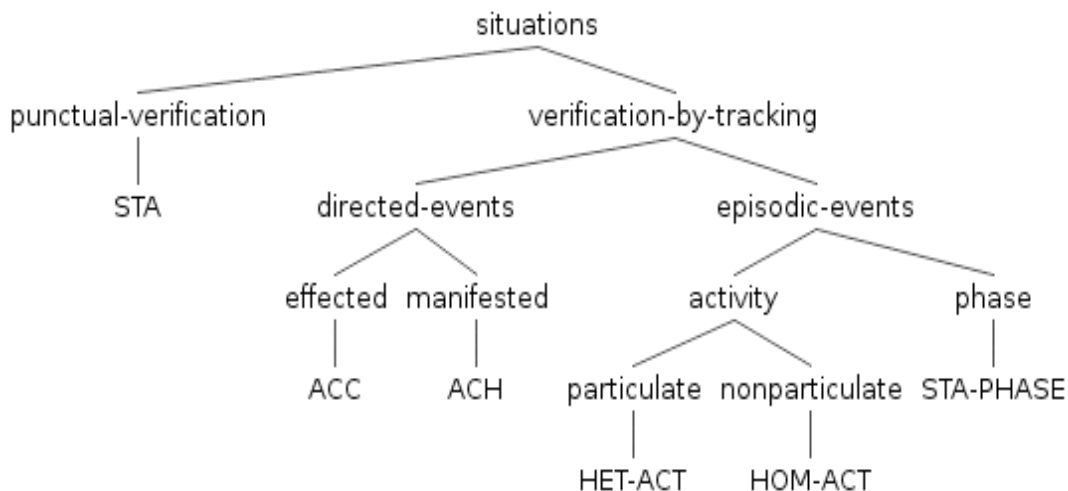 situations
punctual-verification verification-by-tracking
STA directed-events episodic-events
effected manifested activity phase
ACC ACH particulate nonparticulate STA-PHASE
HET-ACT HOM-ACT